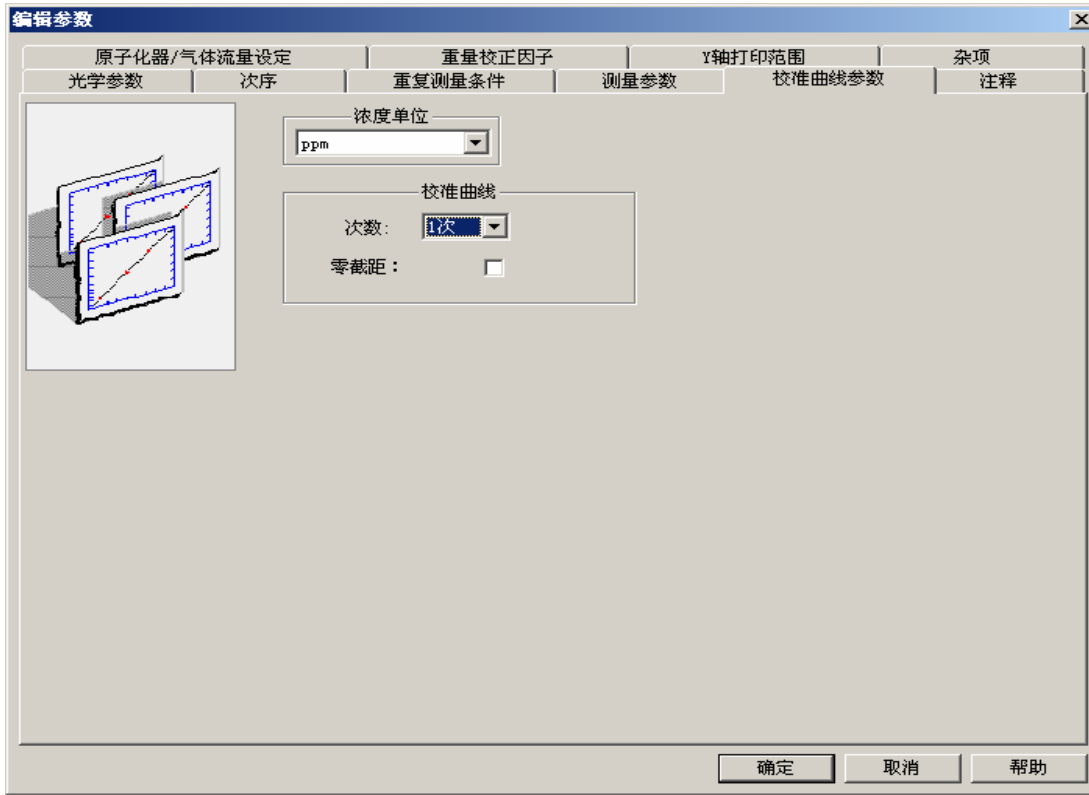 编辑参数
原子化器/气体流量设定 重量校正因子 Y轴打印范围 杂项
光学参数 次序 重复测量条件 测量参数 校准曲线参数 注释
浓度单位
ppm
校准曲线
次数: 1次
零截距：
确定 取消 帮助